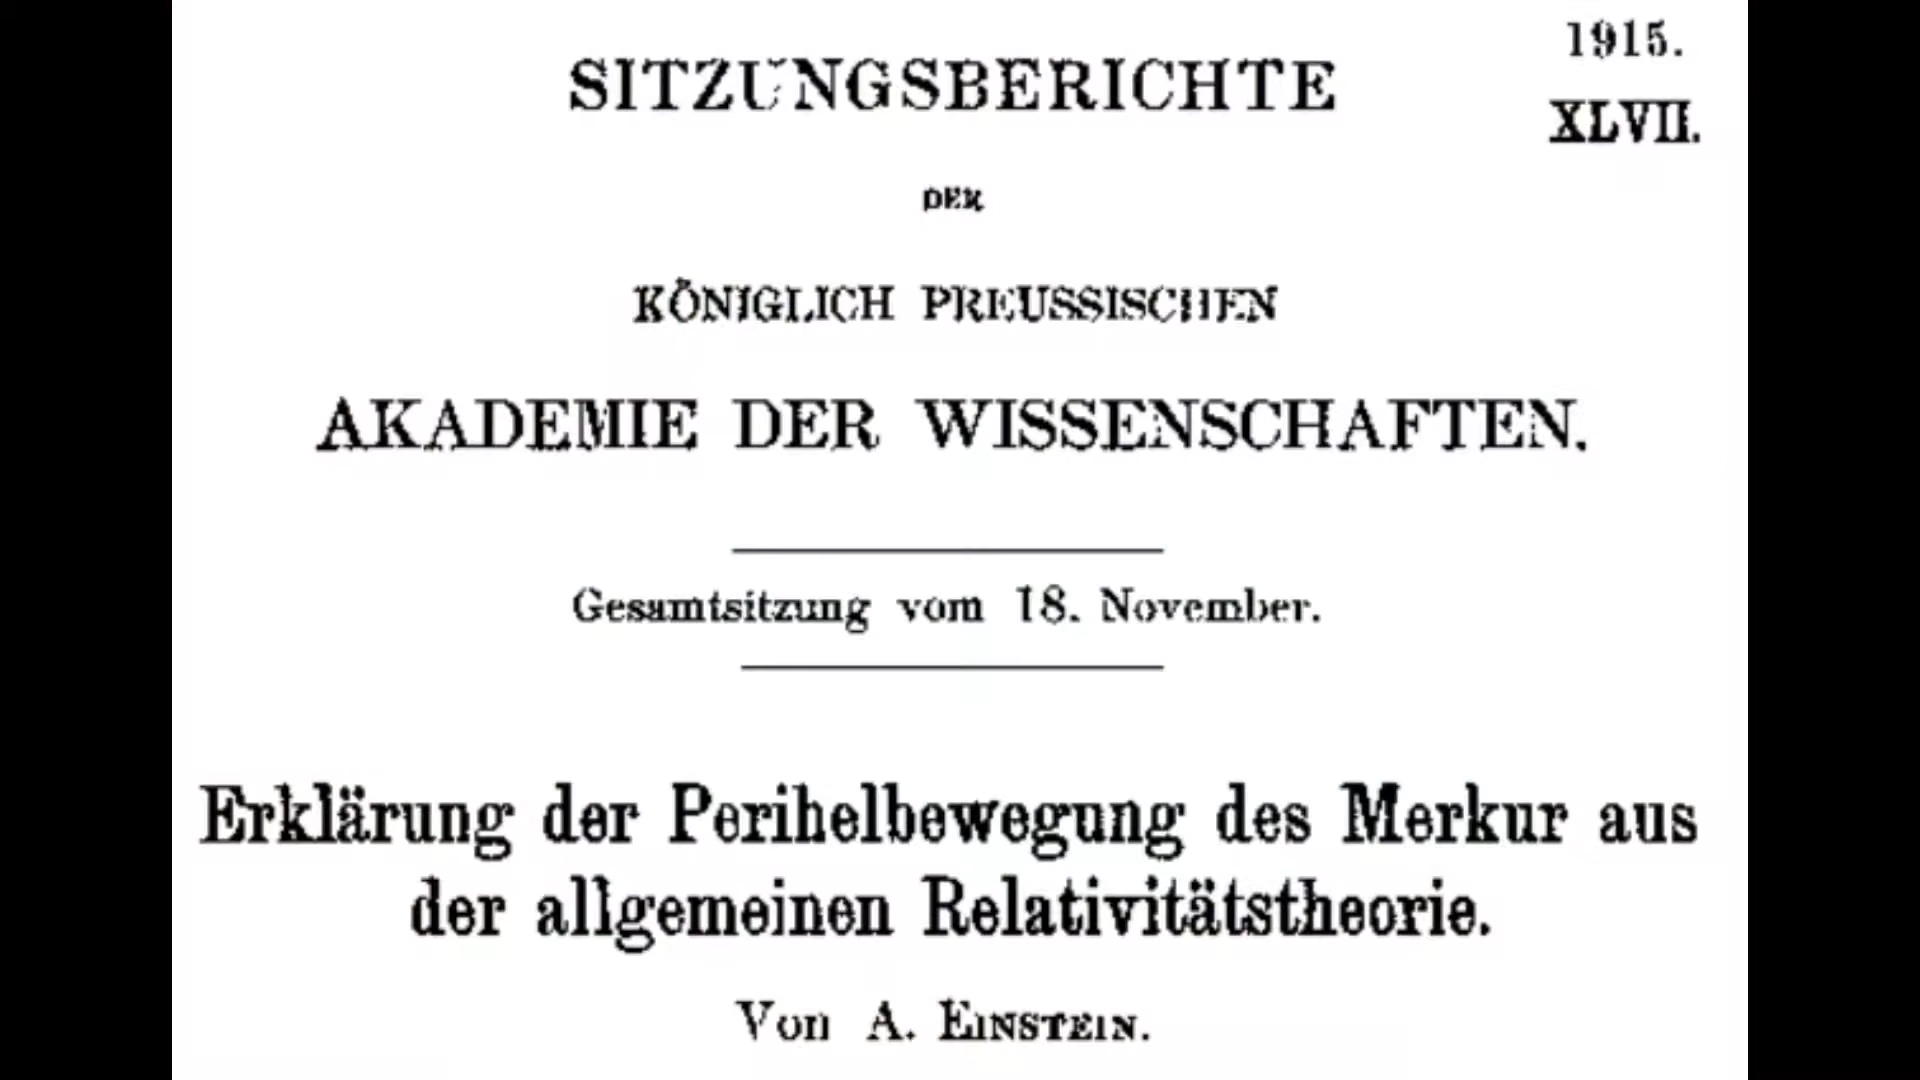 1915.
XLVII.
SITZUNGSBERICHTE
DER
KÖNIGLICH PREUSSISCHEN
AKADEMIE DER WISSENSCHAFTEN.
Gesamtsitzung vom 18. November.
Erklärung der Perihelbewegung des Merkur aus
der allgemeinen Relativitätstheorie.
Von A. EINSTEIN.